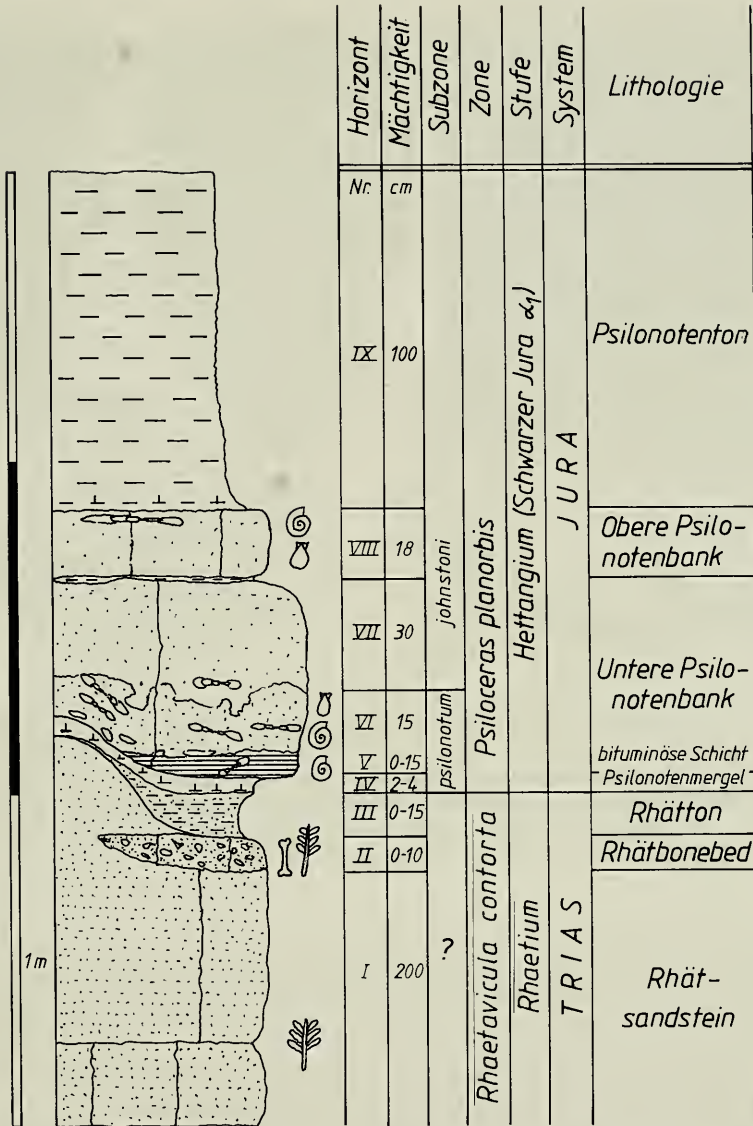 Horizont Mächtigkeit Subzone Zone Stufe System Lithologie
Nr. cm
IX 100 Psilonotenton
VIII 18 Obere Psilo-
notenbank
VII 30 Untere Psilo-
notenbank
VI 15
V 0-15 bituminöse Schicht
IV 2-4 Psilonotenmergel
III 0-15 Rhätton
II 0-10 Rhätbonebed
I 200 Rhät-
sandstein
johnstoni
psilonotum
?
Psiloceras planorbis
Rhaetavicula contorta
Hettangium (Schwarzer Jura α1)
Rhaetium
JURA
TRIAS
1m